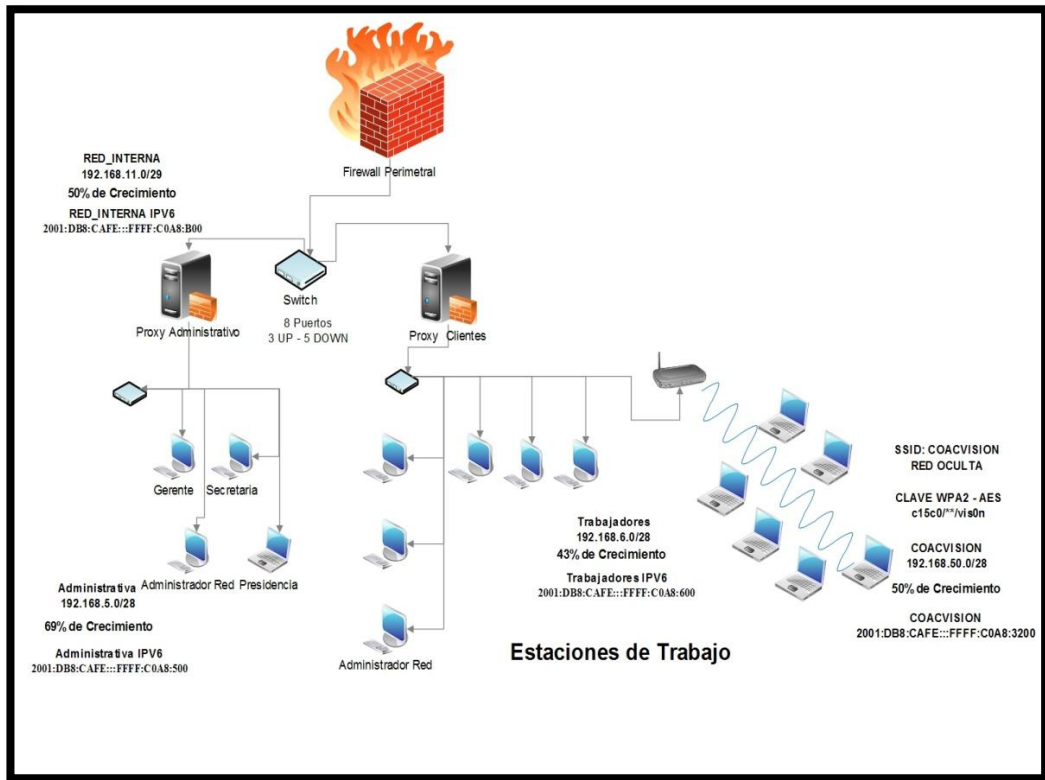 Firewall Perimetral
RED_INTERNA
192.168.11.0/29
50% de Crecimiento
RED_INTERNA IPV6
2001:DB8:CAFE:::FFFF:C0A8:B00
Switch
8 Puertos
3 UP - 5 DOWN
Proxy Administrativo
Proxy Clientes
Gerente
Secretaria
Administrador Red
Presidencia
Administrativa
192.168.5.0/28
69% de Crecimiento
Administrativa IPV6
2001:DB8:CAFE:::FFFF:C0A8:500
Administrador Red
Trabajadores
192.168.6.0/28
43% de Crecimiento
Trabajadores IPV6
2001:DB8:CAFE:::FFFF:C0A8:600
Estaciones de Trabajo
SSID: COACVISION
RED OCULTA
CLAVE WPA2 - AES
c15c0/**/vis0n
COACVISION
192.168.50.0/28
50% de Crecimiento
COACVISION
2001:DB8:CAFE:::FFFF:C0A8:3200